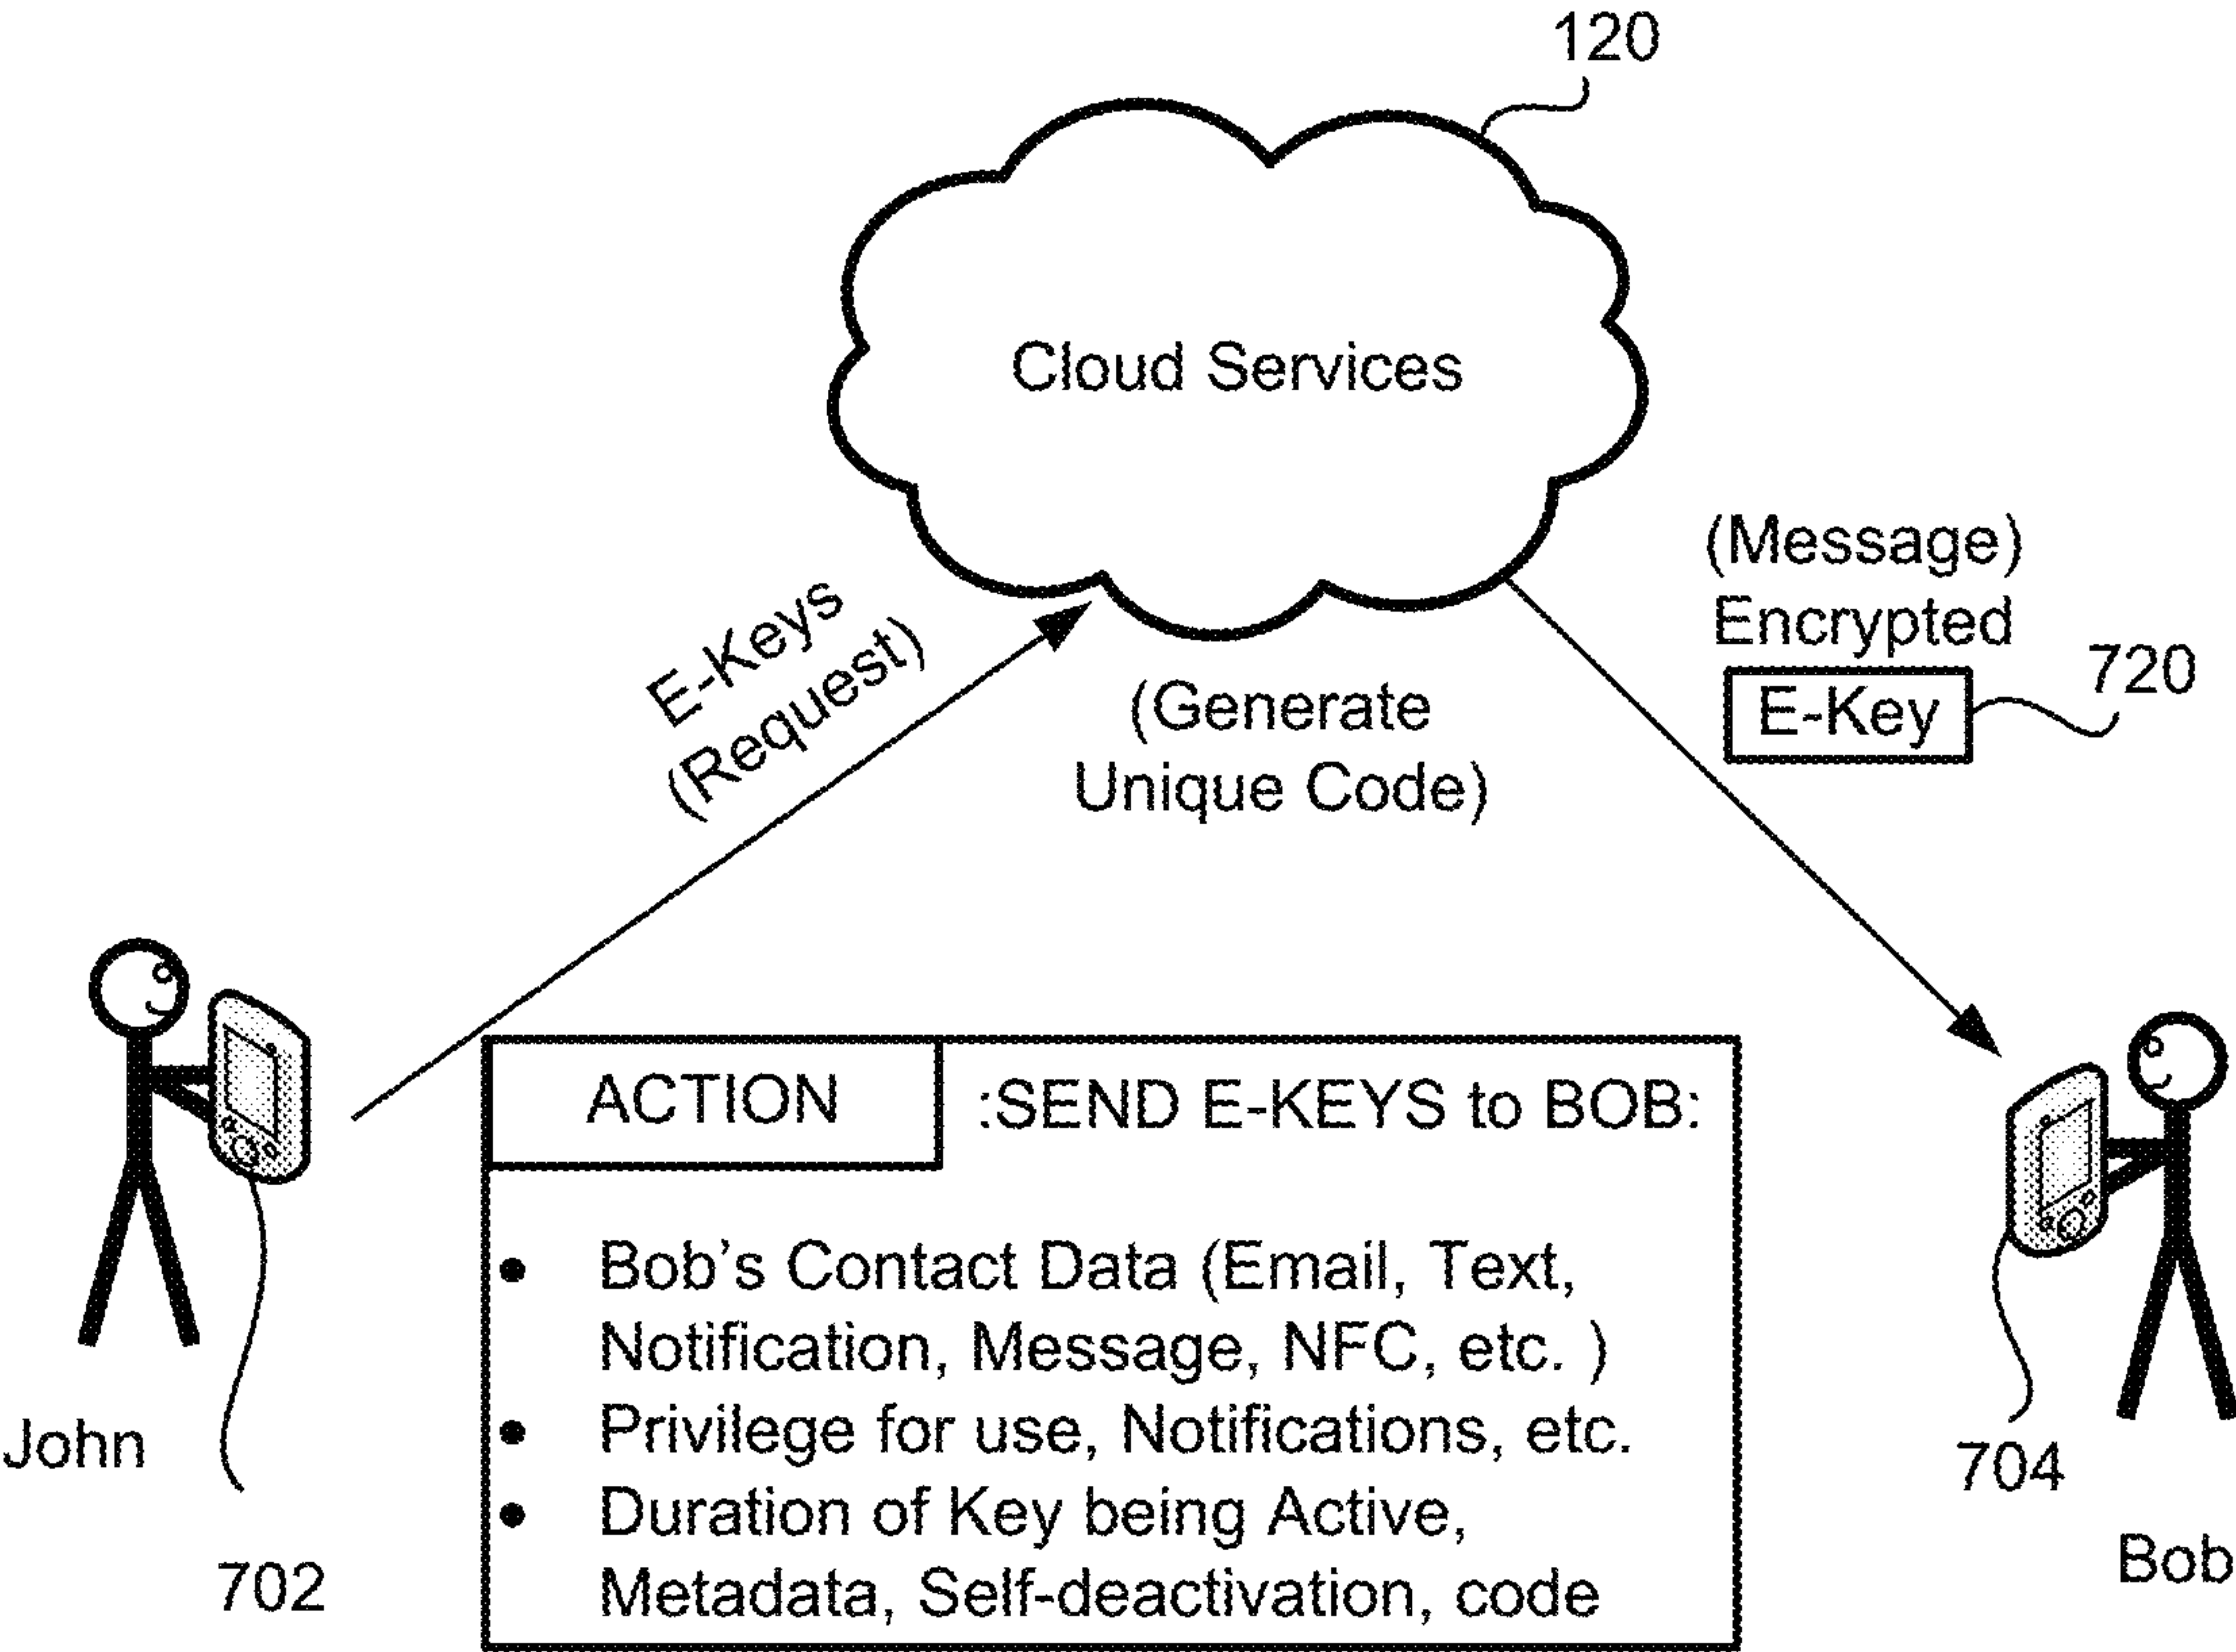 120
Cloud Services
(Message)
Encrypted
E-Key
720
E-Keys
(Request)
(Generate
Unique Code)
ACTION :SEND E-KEYS to BOB:
• Bob's Contact Data (Email, Text,
Notification, Message, NFC, etc. )
• Privilege for use, Notifications, etc.
• Duration of Key being Active,
Metadata, Self-deactivation, code
John
702
704
Bob